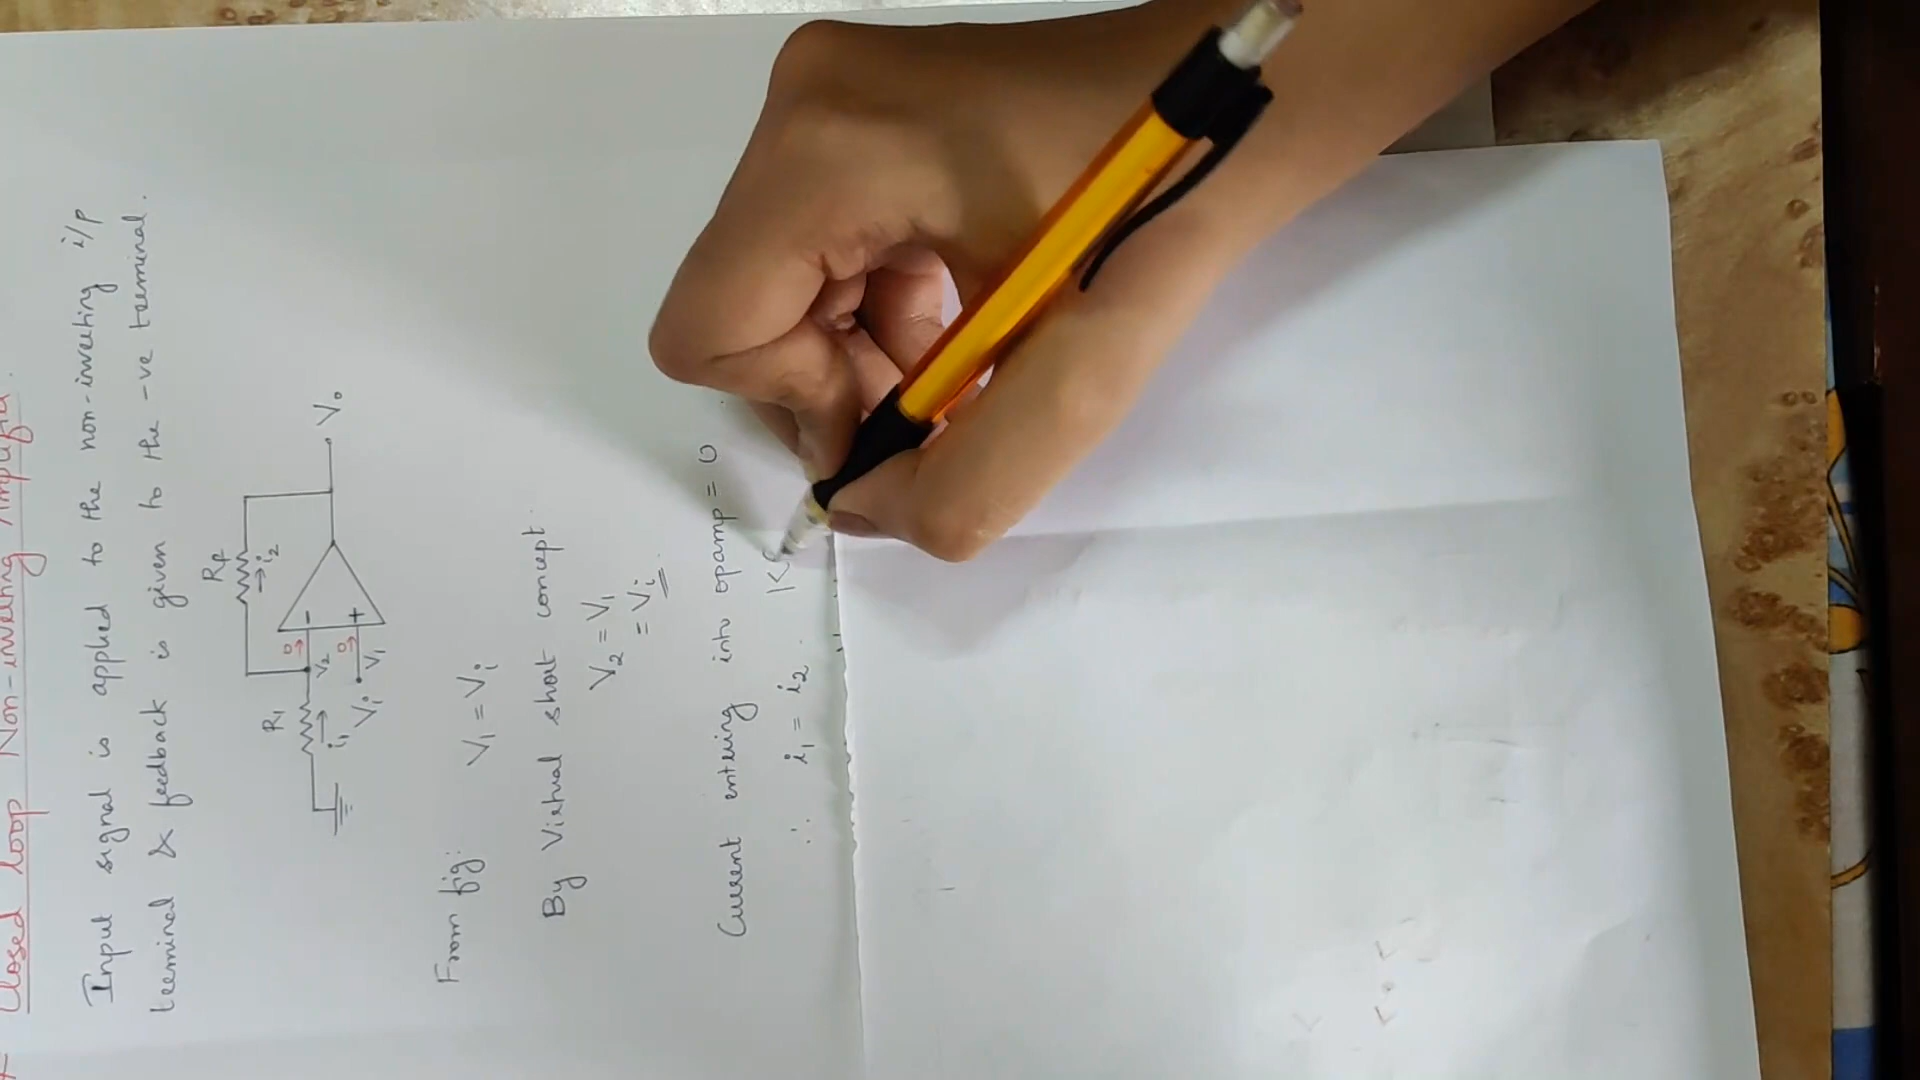 Closed loop Non-inverting Amplifier.
Input signal is applied to the non-inverting i/p
terminal & feedback is given to the -ve terminal.
Rf
i2
R1
i1
V2
0
0
-
+
Vi
V1
Vo
From fig: V1 = Vi
By Virtual short concept.
V2 = V1
= Vi.
Current entering into opamp = 0
∴ i1 = i2.